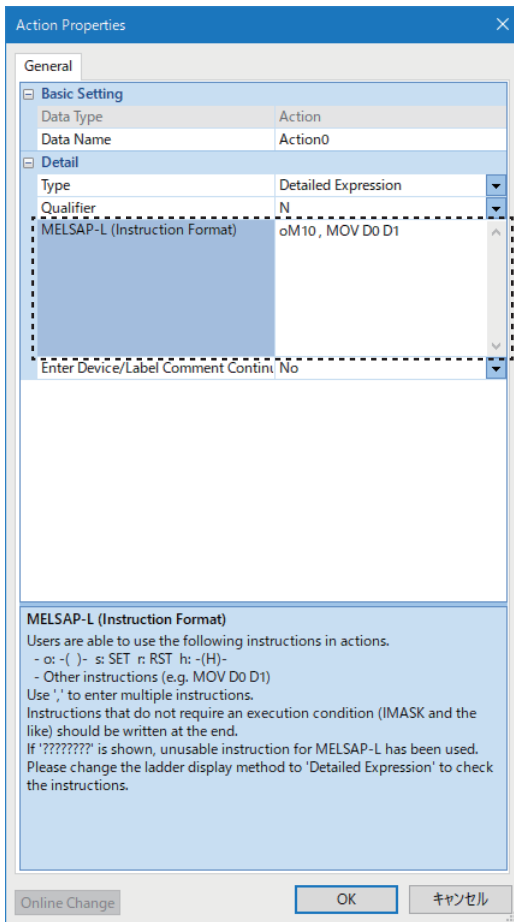 Action Properties
General
Basic Setting
Data Type Action
Data Name Action0
Detail
Type Detailed Expression
Qualifier N
MELSAP-L (Instruction Format) oM10 , MOV D0 D1
Enter Device/Label Comment Continu No
MELSAP-L (Instruction Format)
Users are able to use the following instructions in actions.
- o: -( )- s: SET r: RST h: -(H)-
- Other instructions (e.g. MOV D0 D1)
Use ',' to enter multiple instructions.
Instructions that do not require an execution condition (IMASK and the
like) should be written at the end.
If '????????' is shown, unusable instruction for MELSAP-L has been used.
Please change the ladder display method to 'Detailed Expression' to check
the instructions.
Online Change OK キャンセル